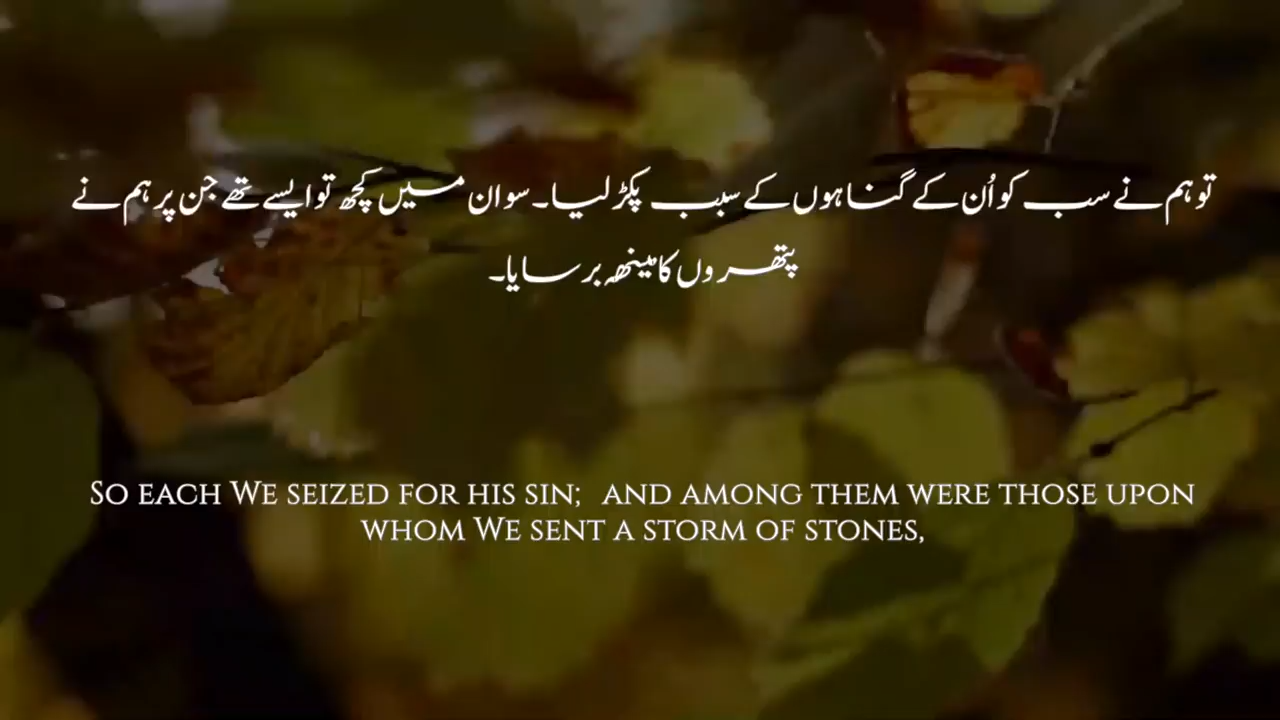 تو ہم نے سب کو اُن کے گناہوں کے سبب پکڑ لیا۔ سو ان میں کچھ تو ایسے تھے جن پر ہم نے
پتھروں کا مینھ برسایا۔
So each We seized for his sin; and among them were those upon
whom We sent a storm of stones,